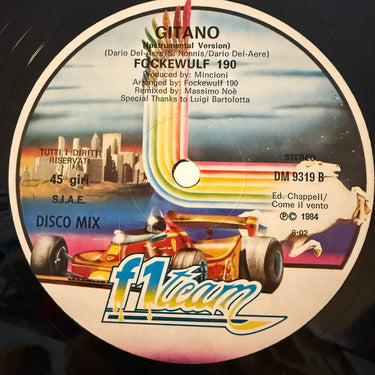 GITANO
(Instrumental Version)
(Dario Del-Aere/S. Nonnis/Dario Del-Aere)
FOCKEWULF 190
Produced by: Mincioni
Arranged by: Fockewulf 190
Remixed by: Massimo Noè
Special Thanks to Luigi Bartolotta
TUTTI I DIRITTI
RISERVATI
45 giri
S.I.A.E.
DISCO MIX
STEREO
DM 9319 B
Ed. Chappell/
Come il vento
℗ © 1984
6:02
f1 team